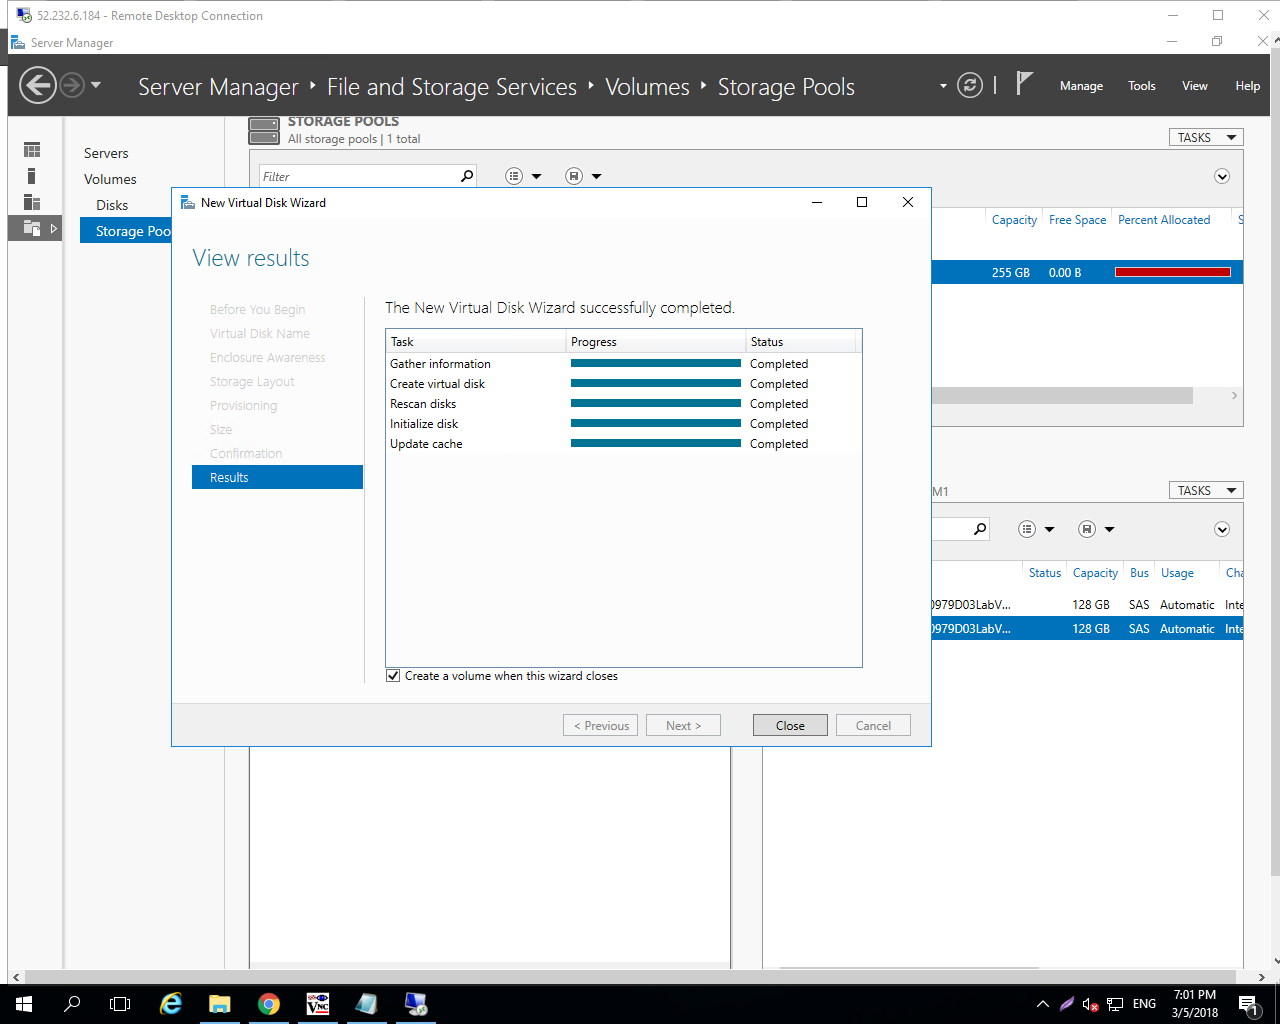 52.232.6.184 - Remote Desktop Connection
Server Manager
Server Manager ‣ File and Storage Services ‣ Volumes ‣ Storage Pools
Manage Tools View Help
Servers
Volumes
Disks
Storage Poo
STORAGE POOLS
All storage pools | 1 total
TASKS
Filter
Capacity Free Space Percent Allocated S
255 GB 0.00 B
New Virtual Disk Wizard
View results
Before You Begin
Virtual Disk Name
Enclosure Awareness
Storage Layout
Provisioning
Size
Confirmation
Results
The New Virtual Disk Wizard successfully completed.
Task Progress Status
Gather information Completed
Create virtual disk Completed
Rescan disks Completed
Initialize disk Completed
Update cache Completed
Create a volume when this wizard closes
< Previous Next > Close Cancel
M1
TASKS
Status Capacity Bus Usage Cha
0979D03LabV... 128 GB SAS Automatic Inte
0979D03LabV... 128 GB SAS Automatic Inte
VNC
ENG
7:01 PM
3/5/2018
1